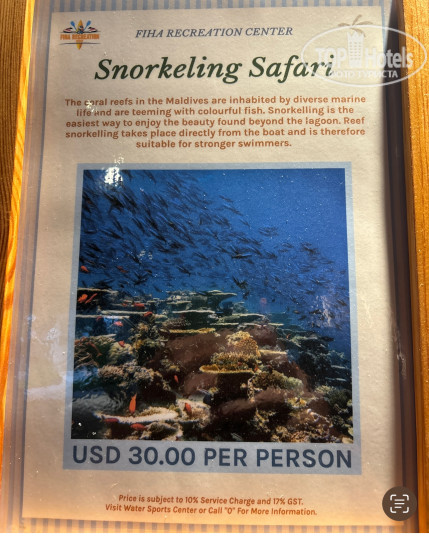 FIHA RECREATION
FIHA RECREATION CENTER
Snorkeling Safari
TopHotels
The coral reefs in the Maldives are inhabited by diverse marine
life and are teeming with colourful fish. Snorkelling is the
easiest way to enjoy the beauty found beyond the lagoon. Reef
snorkelling takes place directly from the boat and is therefore
suitable for stronger swimmers.
USD 30.00 PER PERSON
Price is subject to 10% Service Charge and 17% GST.
Visit Water Sports Center or Call "0" For More Information.